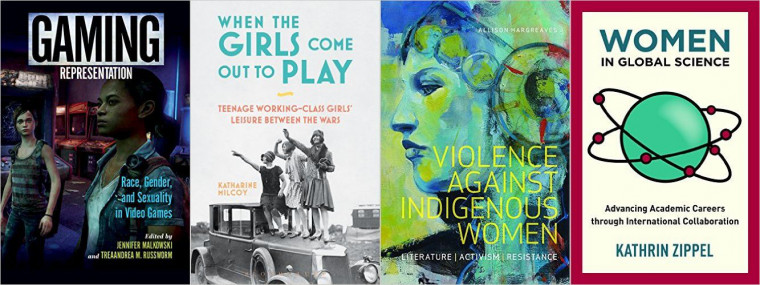 GAMING
REPRESENTATION
Race, Gender,
and Sexuality
in Video Games
Edited by
JENNIFER MALKOWSKI
and TREAANDREA M. RUSSWORM
WHEN THE
GIRLS COME
OUT TO PLAY
TEENAGE WORKING-CLASS GIRLS'
LEISURE BETWEEN THE WARS
KATHARINE
MILCOY
ALLISON HARGREAVES
VIOLENCE
AGAINST
INDIGENOUS
WOMEN
LITERATURE | ACTIVISM | RESISTANCE
WOMEN
IN GLOBAL SCIENCE
Advancing Academic Careers
through International Collaboration
KATHRIN ZIPPEL